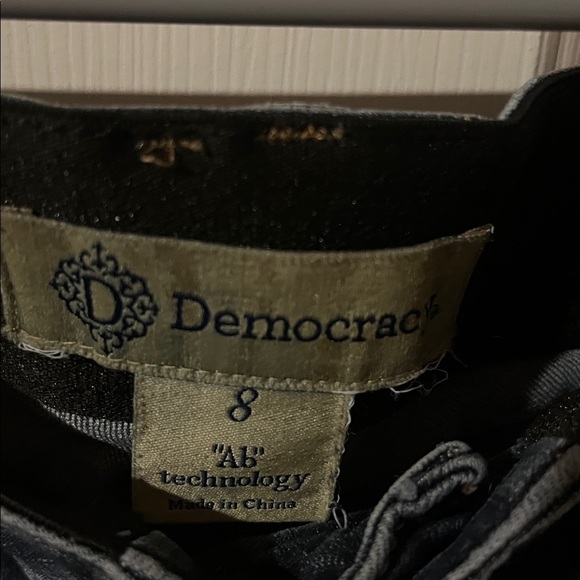 D Democracy
8
"Ab"
technology
Made in China